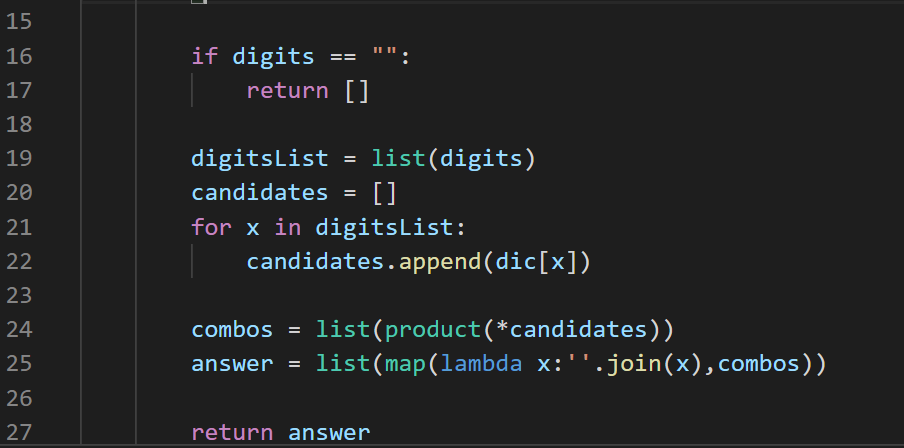 15
16 if digits == "":
17 return []
18
19 digitsList = list(digits)
20 candidates = []
21 for x in digitsList:
22 candidates.append(dic[x])
23
24 combos = list(product(*candidates))
25 answer = list(map(lambda x:''.join(x),combos))
26
27 return answer